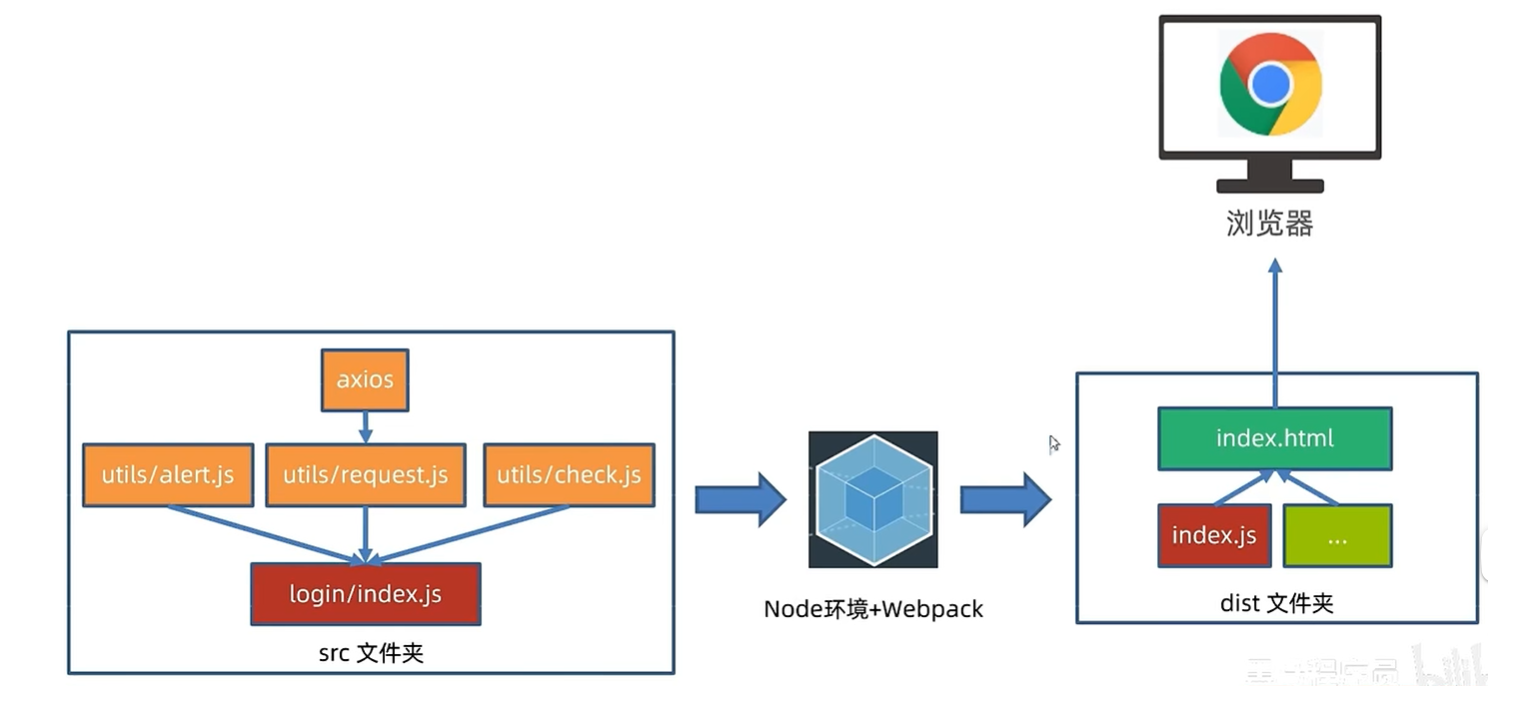 浏览器
axios
utils/alert.js
utils/request.js
utils/check.js
login/index.js
src 文件夹
Node环境+Webpack
index.html
index.js
...
dist 文件夹